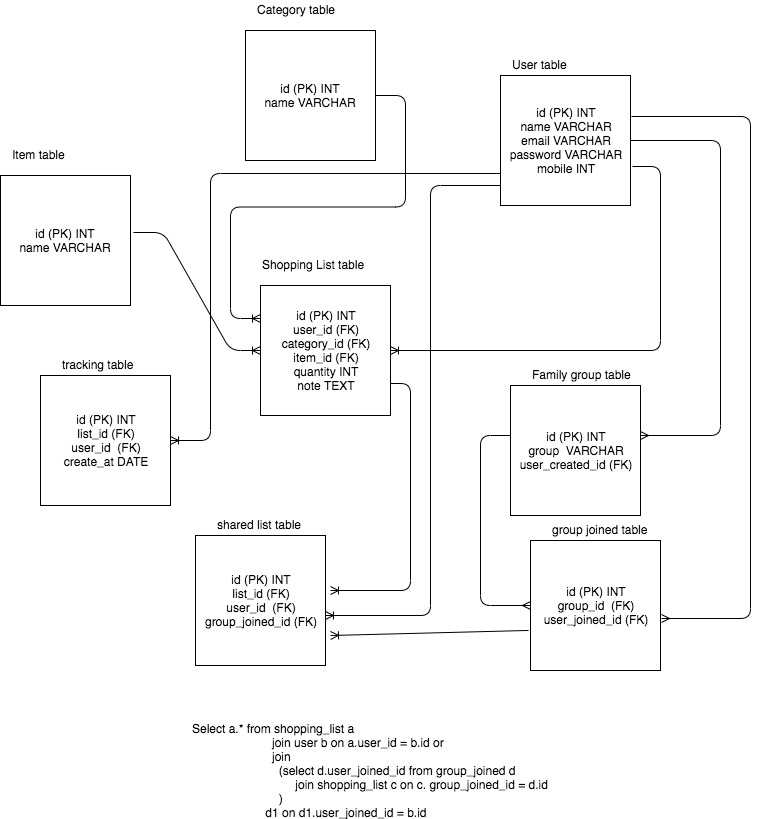 Category table
id (PK) INT
name VARCHAR
User table
id (PK) INT
name VARCHAR
email VARCHAR
password VARCHAR
mobile INT
Item table
id (PK) INT
name VARCHAR
Shopping List table
id (PK) INT
user_id (FK)
category_id (FK)
item_id (FK)
quantity INT
note TEXT
tracking table
id (PK) INT
list_id (FK)
user_id (FK)
create_at DATE
Family group table
id (PK) INT
group VARCHAR
user_created_id (FK)
shared list table
id (PK) INT
list_id (FK)
user_id (FK)
group_joined_id (FK)
group joined table
id (PK) INT
group_id (FK)
user_joined_id (FK)
Select a.* from shopping_list a
join user b on a.user_id = b.id or
join
(select d.user_joined_id from group_joined d
join shopping_list c on c. group_joined_id = d.id
)
d1 on d1.user_joined_id = b.id